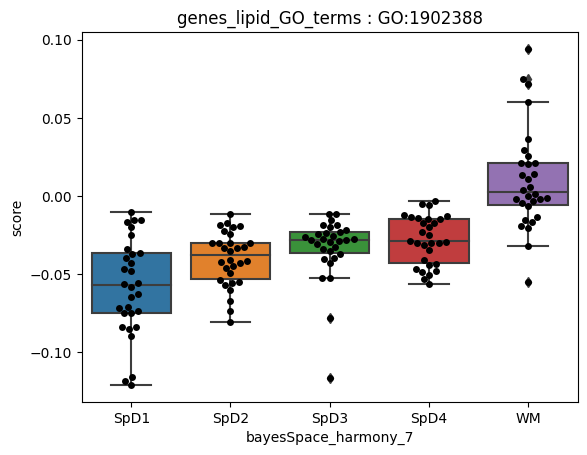 genes_lipid_GO_terms : GO:1902388
0.10
0.05
0.00
−0.05
−0.10
score
SpD1 SpD2 SpD3 SpD4 WM
bayesSpace_harmony_7